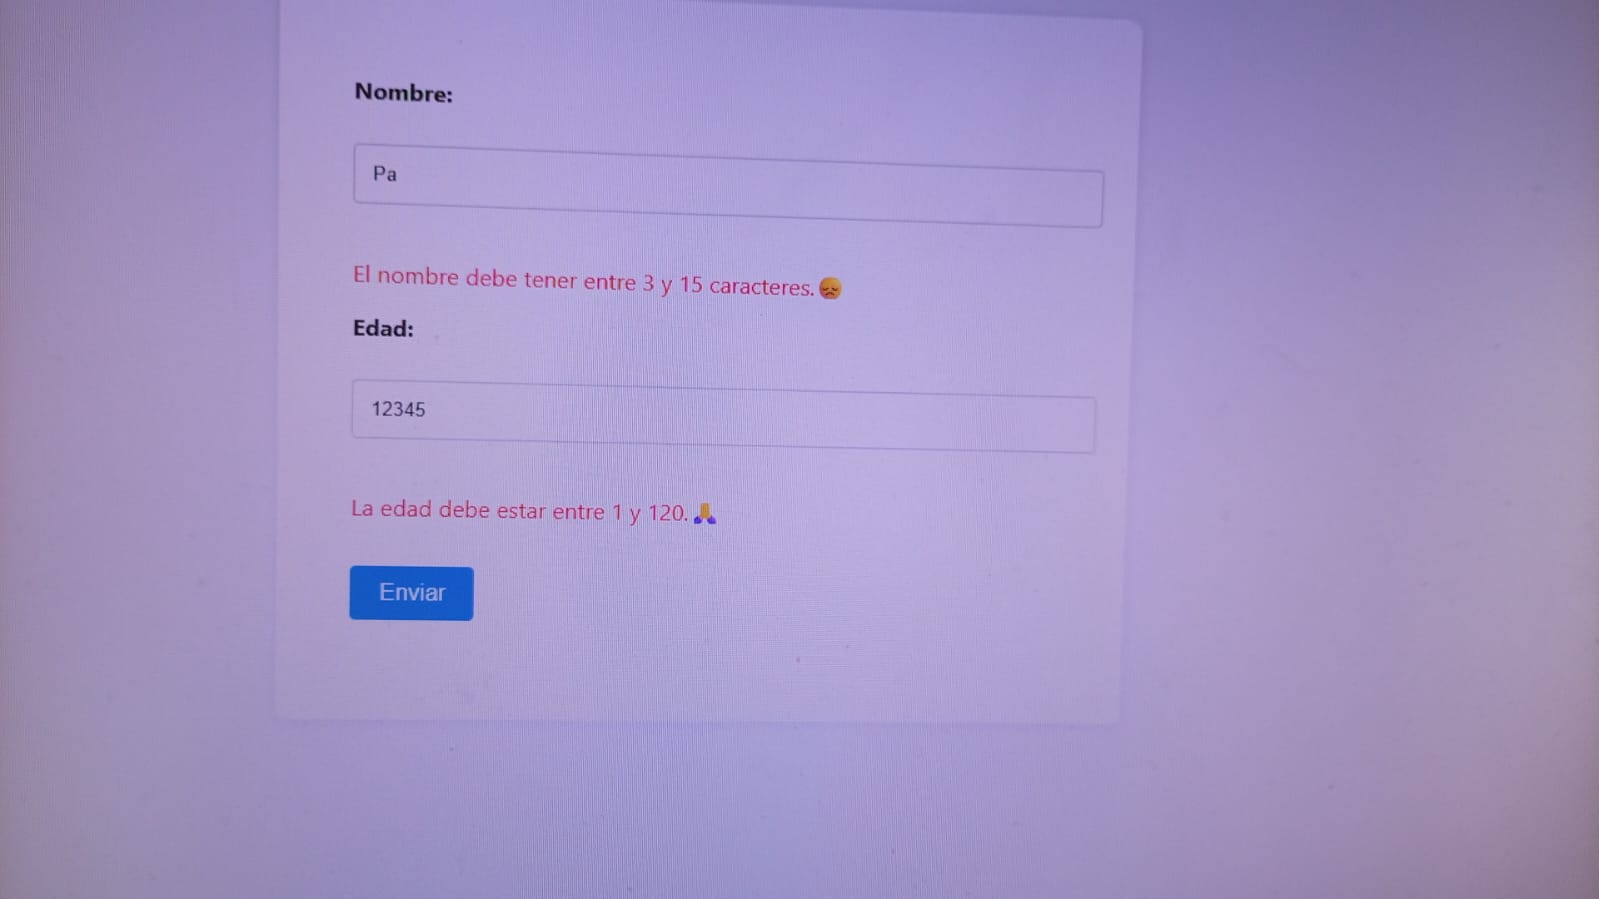 Nombre:
Pa
El nombre debe tener entre 3 y 15 caracteres.😞
Edad:
12345
La edad debe estar entre 1 y 120.🙏
Enviar